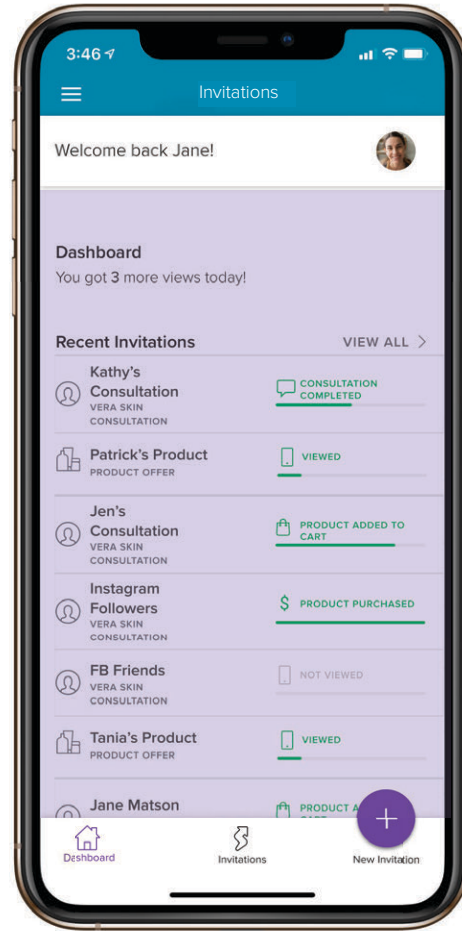 3:46
Invitations
Welcome back Jane!
Dashboard
You got 3 more views today!
Recent Invitations
VIEW ALL >
Kathy's
Consultation
VERA SKIN
CONSULTATION
CONSULTATION
COMPLETED
Patrick's Product
PRODUCT OFFER
VIEWED
Jen's
Consultation
VERA SKIN
CONSULTATION
PRODUCT ADDED TO
CART
Instagram
Followers
VERA SKIN
CONSULTATION
$ PRODUCT PURCHASED
FB Friends
VERA SKIN
CONSULTATION
NOT VIEWED
Tania's Product
PRODUCT OFFER
VIEWED
Jane Matson
PRODUCT A
Dashboard
Invitations
New Invitation